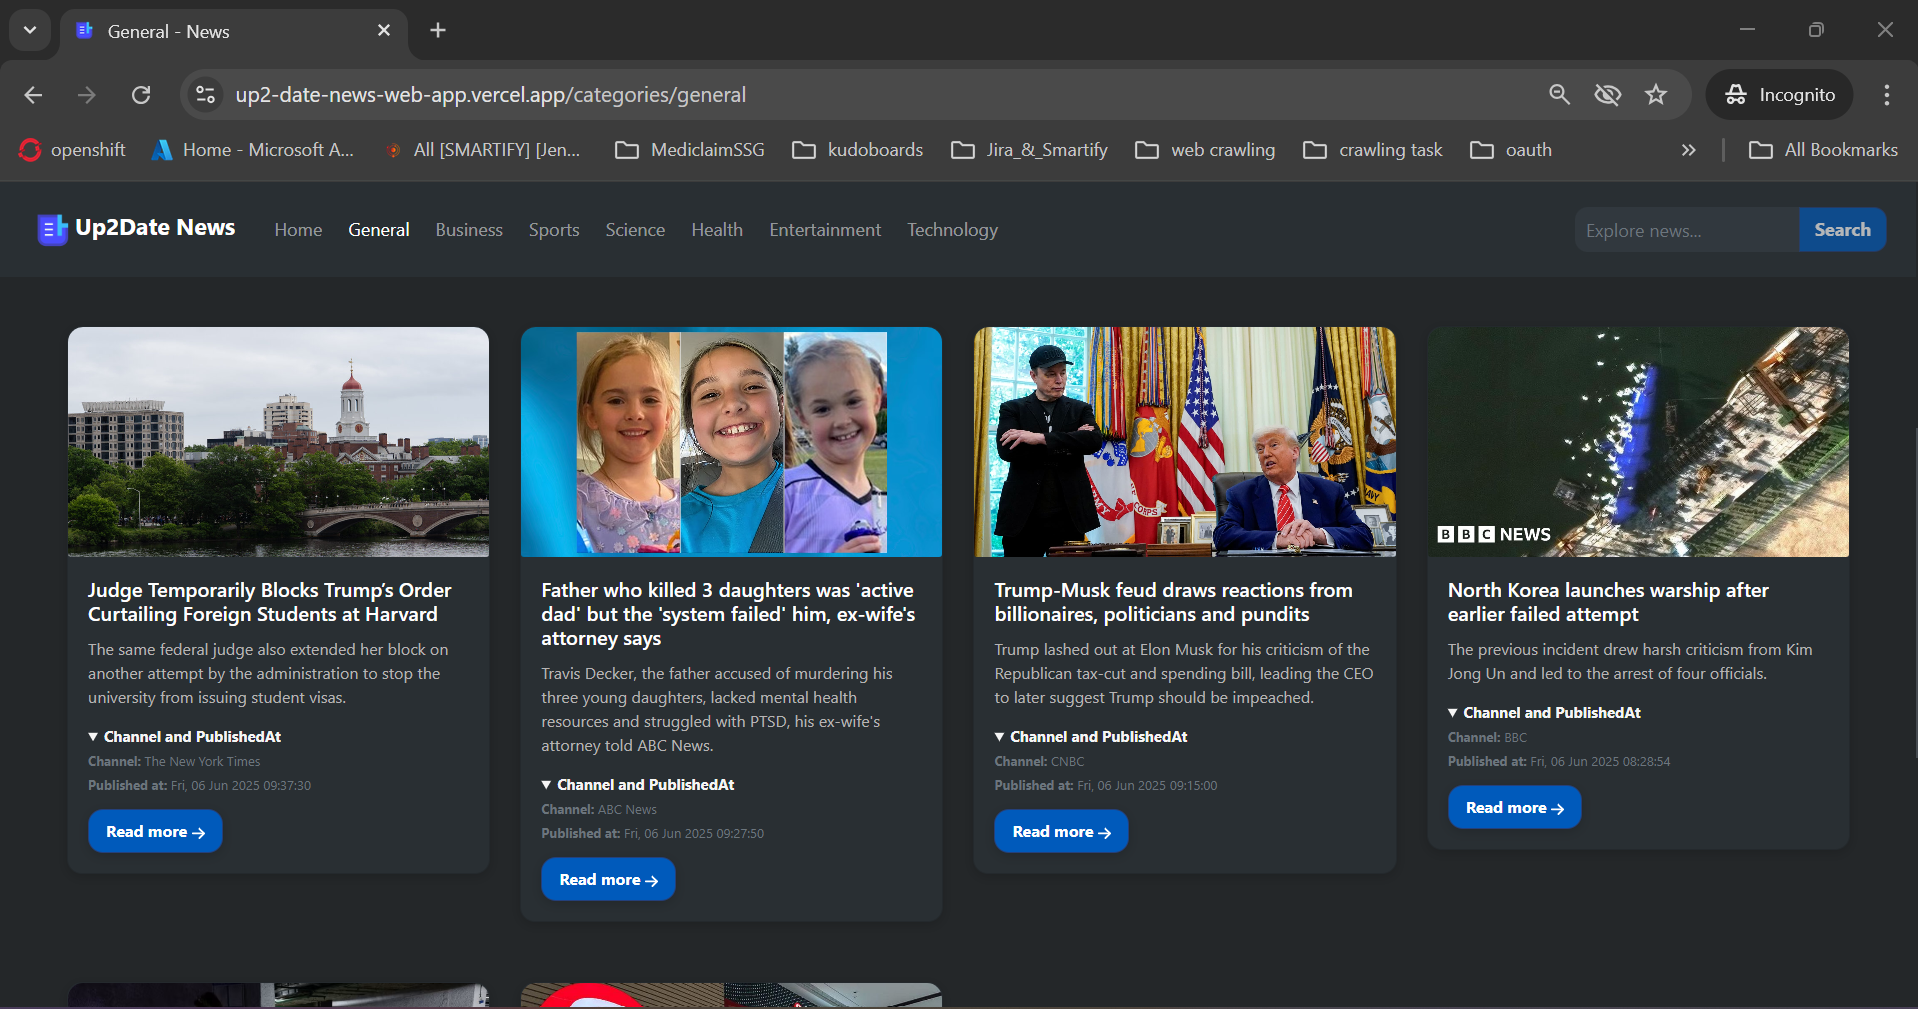 General - News
up2-date-news-web-app.vercel.app/categories/general
Incognito
openshift
Home - Microsoft A...
All [SMARTIFY] [Jen...
MediclaimSSG
kudoboards
Jira_&_Smartify
web crawling
crawling task
oauth
All Bookmarks
Up2Date News
Home
General
Business
Sports
Science
Health
Entertainment
Technology
Explore news...
Search
Judge Temporarily Blocks Trump's Order
Curtailing Foreign Students at Harvard
The same federal judge also extended her block on
another attempt by the administration to stop the
university from issuing student visas.
▼ Channel and PublishedAt
Channel: The New York Times
Published at: Fri, 06 Jun 2025 09:37:30
Read more →
Father who killed 3 daughters was 'active
dad' but the 'system failed' him, ex-wife's
attorney says
Travis Decker, the father accused of murdering his
three young daughters, lacked mental health
resources and struggled with PTSD, his ex-wife's
attorney told ABC News.
▼ Channel and PublishedAt
Channel: ABC News
Published at: Fri, 06 Jun 2025 09:27:50
Read more →
Trump-Musk feud draws reactions from
billionaires, politicians and pundits
Trump lashed out at Elon Musk for his criticism of the
Republican tax-cut and spending bill, leading the CEO
to later suggest Trump should be impeached.
▼ Channel and PublishedAt
Channel: CNBC
Published at: Fri, 06 Jun 2025 09:15:00
Read more →
BBC NEWS
North Korea launches warship after
earlier failed attempt
The previous incident drew harsh criticism from Kim
Jong Un and led to the arrest of four officials.
▼ Channel and PublishedAt
Channel: BBC
Published at: Fri, 06 Jun 2025 08:28:54
Read more →